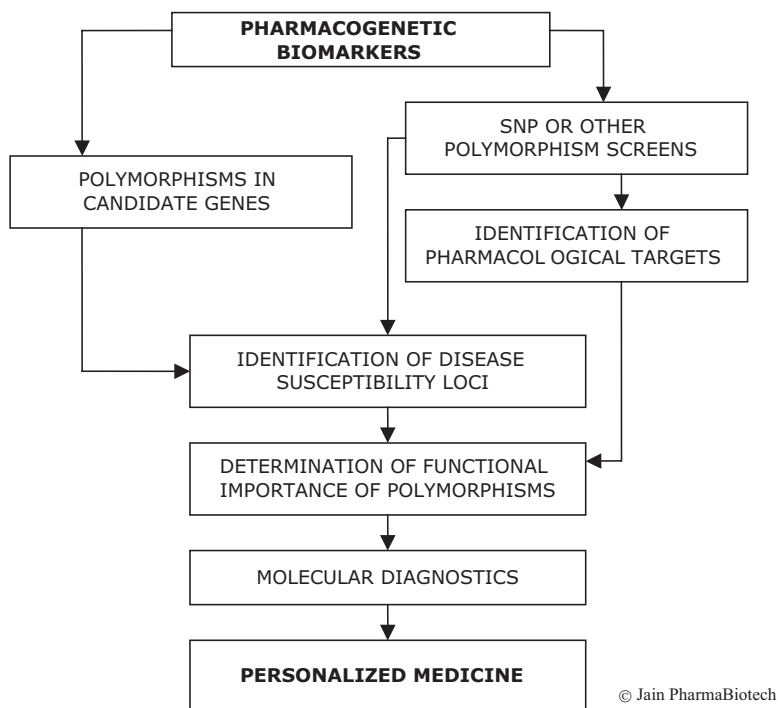 PHARMACOGENETIC
BIOMARKERS
SNP OR OTHER
POLYMORPHISM SCREENS
POLYMORPHISMS IN
CANDIDATE GENES
IDENTIFICATION OF
PHARMACOL OGICAL TARGETS
IDENTIFICATION OF DISEASE
SUSCEPTIBILITY LOCI
DETERMINATION OF FUNCTIONAL
IMPORTANCE OF POLYMORPHISMS
MOLECULAR DIAGNOSTICS
PERSONALIZED MEDICINE
© Jain PharmaBiotech